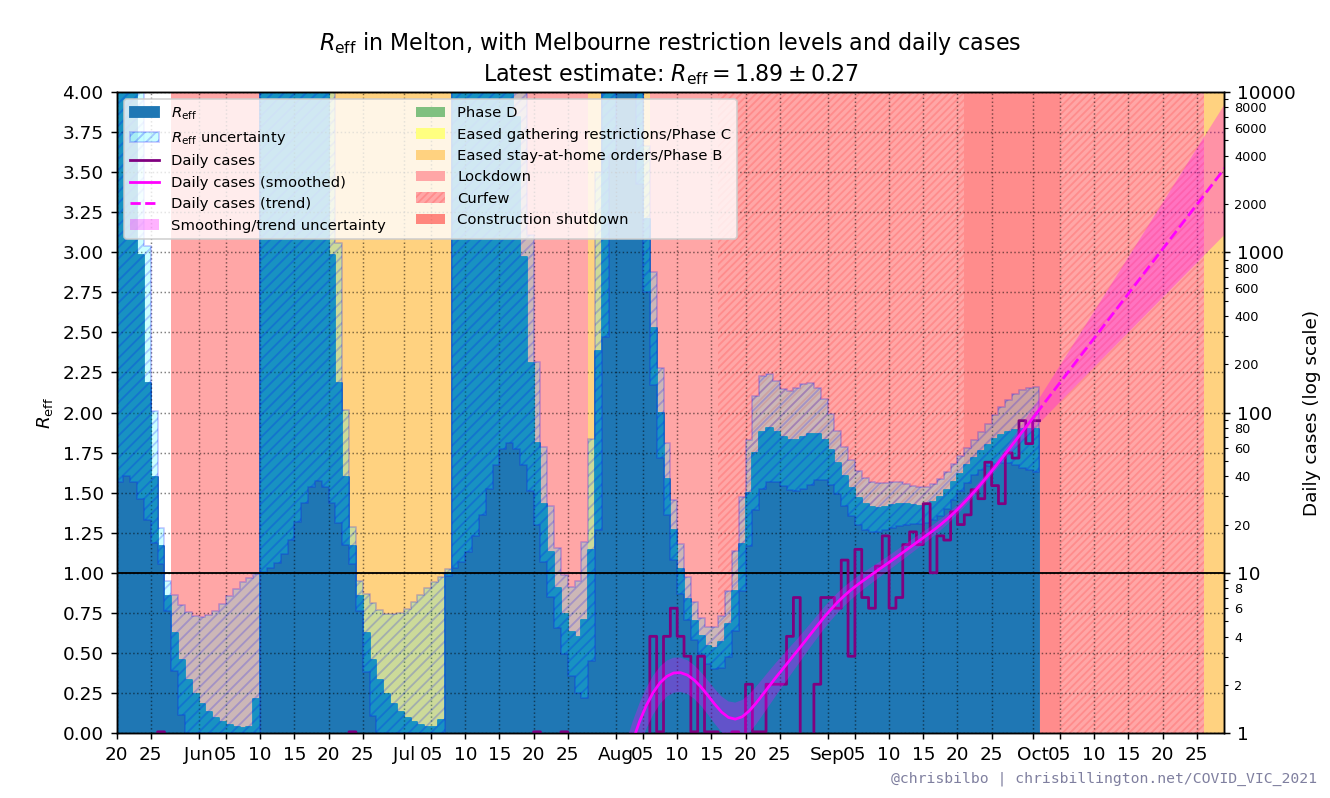 R_eff in Melton, with Melbourne restriction levels and daily cases
Latest estimate: R_eff = 1.89 ± 0.27
R_eff
R_eff uncertainty
Daily cases
Daily cases (smoothed)
Daily cases (trend)
Smoothing/trend uncertainty
Phase D
Eased gathering restrictions/Phase C
Eased stay-at-home orders/Phase B
Lockdown
Curfew
Construction shutdown
4.00
3.75
3.50
3.25
3.00
2.75
2.50
2.25
2.00
1.75
1.50
1.25
1.00
0.75
0.50
0.25
0.00
R_eff
10000
8000
6000
4000
2000
1000
800
600
400
200
100
80
60
40
20
10
8
6
4
2
1
Daily cases (log scale)
20 25 Jun 05 10 15 20 25 Jul 05 10 15 20 25 Aug 05 10 15 20 25 Sep 05 10 15 20 25 Oct 05 10 15 20 25
@chrisbilbo | chrisbillington.net/COVID_VIC_2021